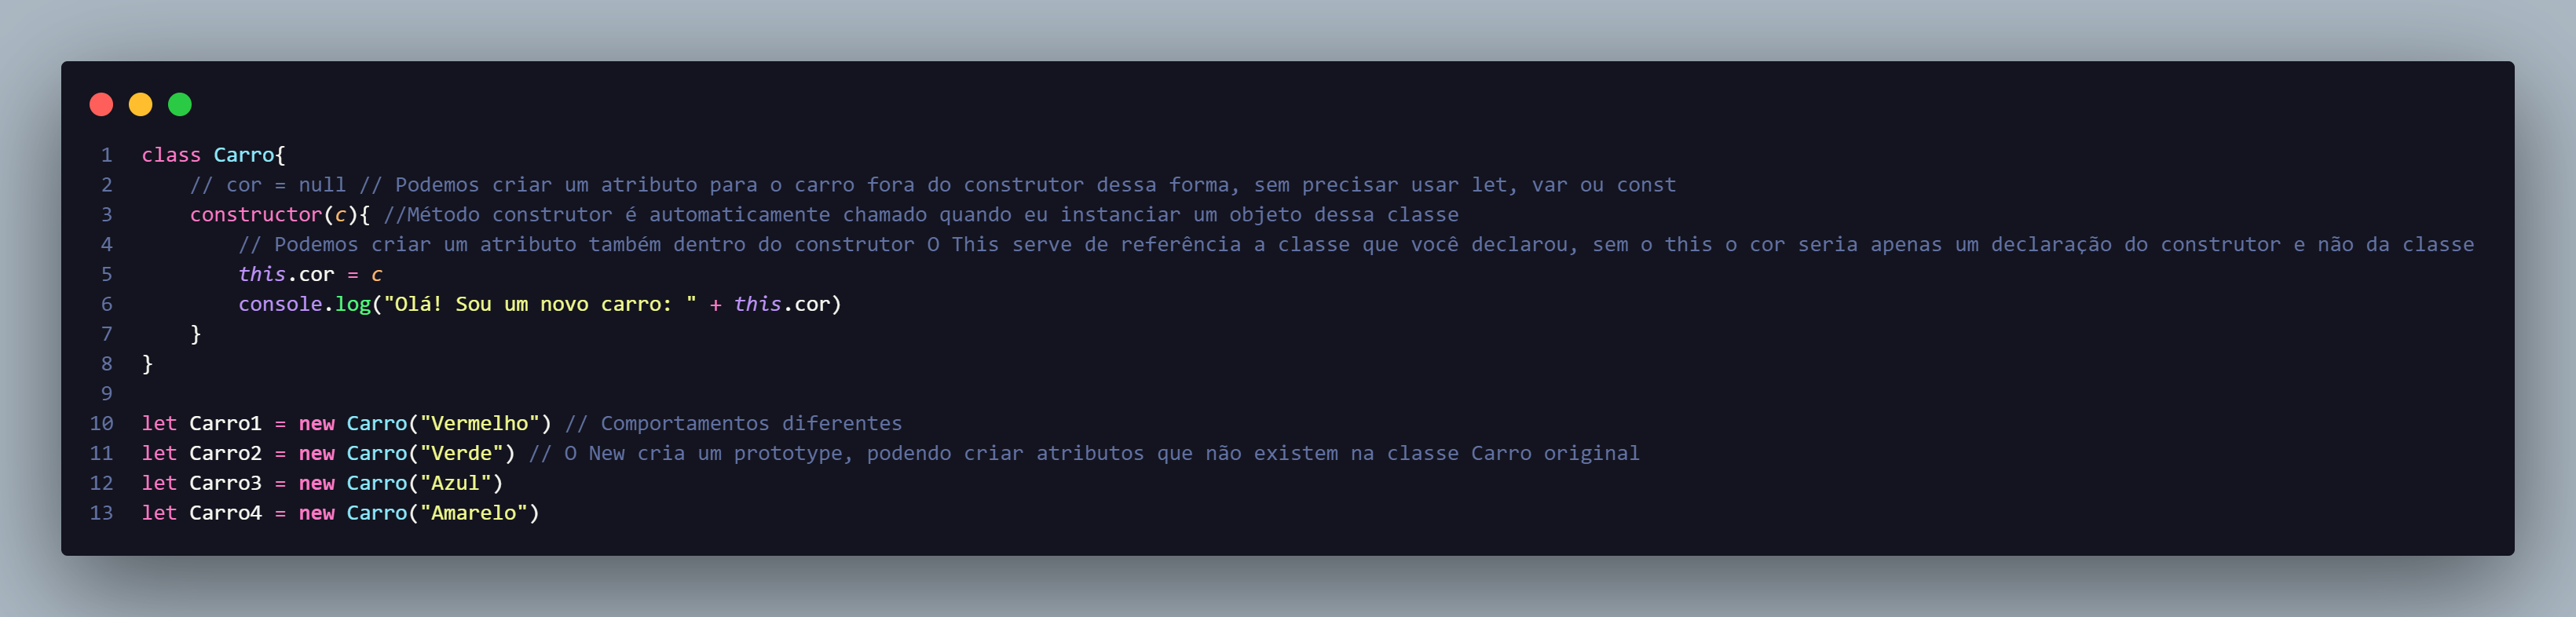 1 class Carro{
2 // cor = null // Podemos criar um atributo para o carro fora do construtor dessa forma, sem precisar usar let, var ou const
3 constructor(c){ //Método construtor é automaticamente chamado quando eu instanciar um objeto dessa classe
4 // Podemos criar um atributo também dentro do construtor O This serve de referência a classe que você declarou, sem o this o cor seria apenas um declaração do construtor e não da classe
5 this.cor = c
6 console.log("Olá! Sou um novo carro: " + this.cor)
7 }
8 }
9
10 let Carro1 = new Carro("Vermelho") // Comportamentos diferentes
11 let Carro2 = new Carro("Verde") // O New cria um prototype, podendo criar atributos que não existem na classe Carro original
12 let Carro3 = new Carro("Azul")
13 let Carro4 = new Carro("Amarelo")